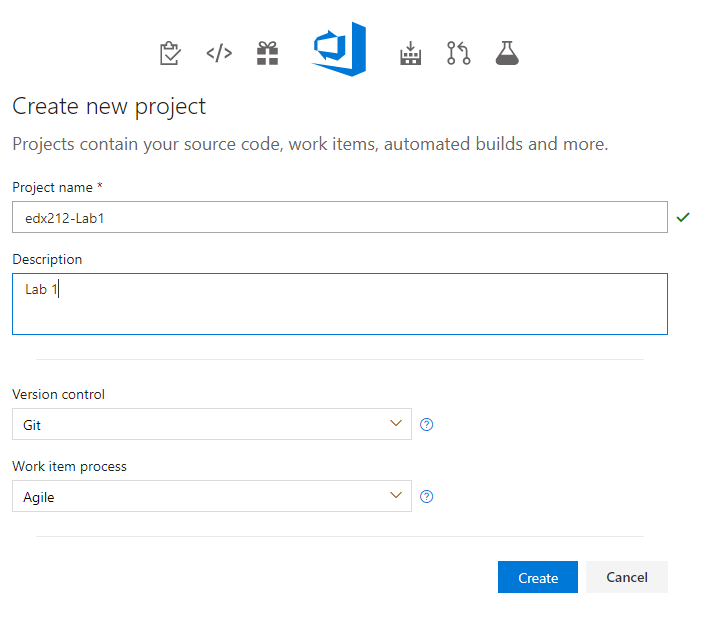 </>
Create new project
Projects contain your source code, work items, automated builds and more.
Project name *
edx212-Lab1
Description
Lab 1
Version control
Git
?
Work item process
Agile
?
Create Cancel